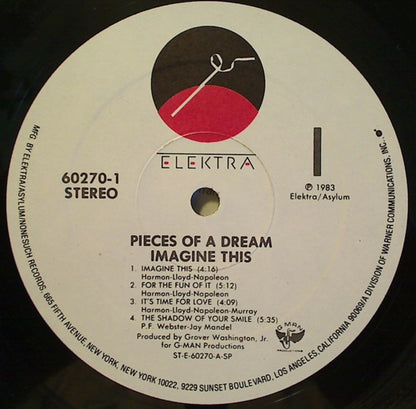 ELEKTRA
60270-1
STEREO
I
℗ 1983
Elektra/Asylum
PIECES OF A DREAM
IMAGINE THIS
1. IMAGINE THIS (4:16)
Harmon-Lloyd-Napoleon
2. FOR THE FUN OF IT (5:12)
Harmon-Lloyd-Napoleon
3. IT'S TIME FOR LOVE (4:09)
Harmon-Lloyd-Napoleon-Murray
4. THE SHADOW OF YOUR SMILE (5:35)
P.F. Webster-Jay Mandel
Produced by Grover Washington, Jr.
for G-MAN Productions
ST-E-60270-A-SP
G-MAN
MFG. BY ELEKTRA/ASYLUM/NONESUCH RECORDS, 665 FIFTH AVENUE, NEW YORK, NEW YORK 10022, 9229 SUNSET BOULEVARD, LOS ANGELES, CALIFORNIA 90069/A DIVISION OF WARNER COMMUNICATIONS, INC.